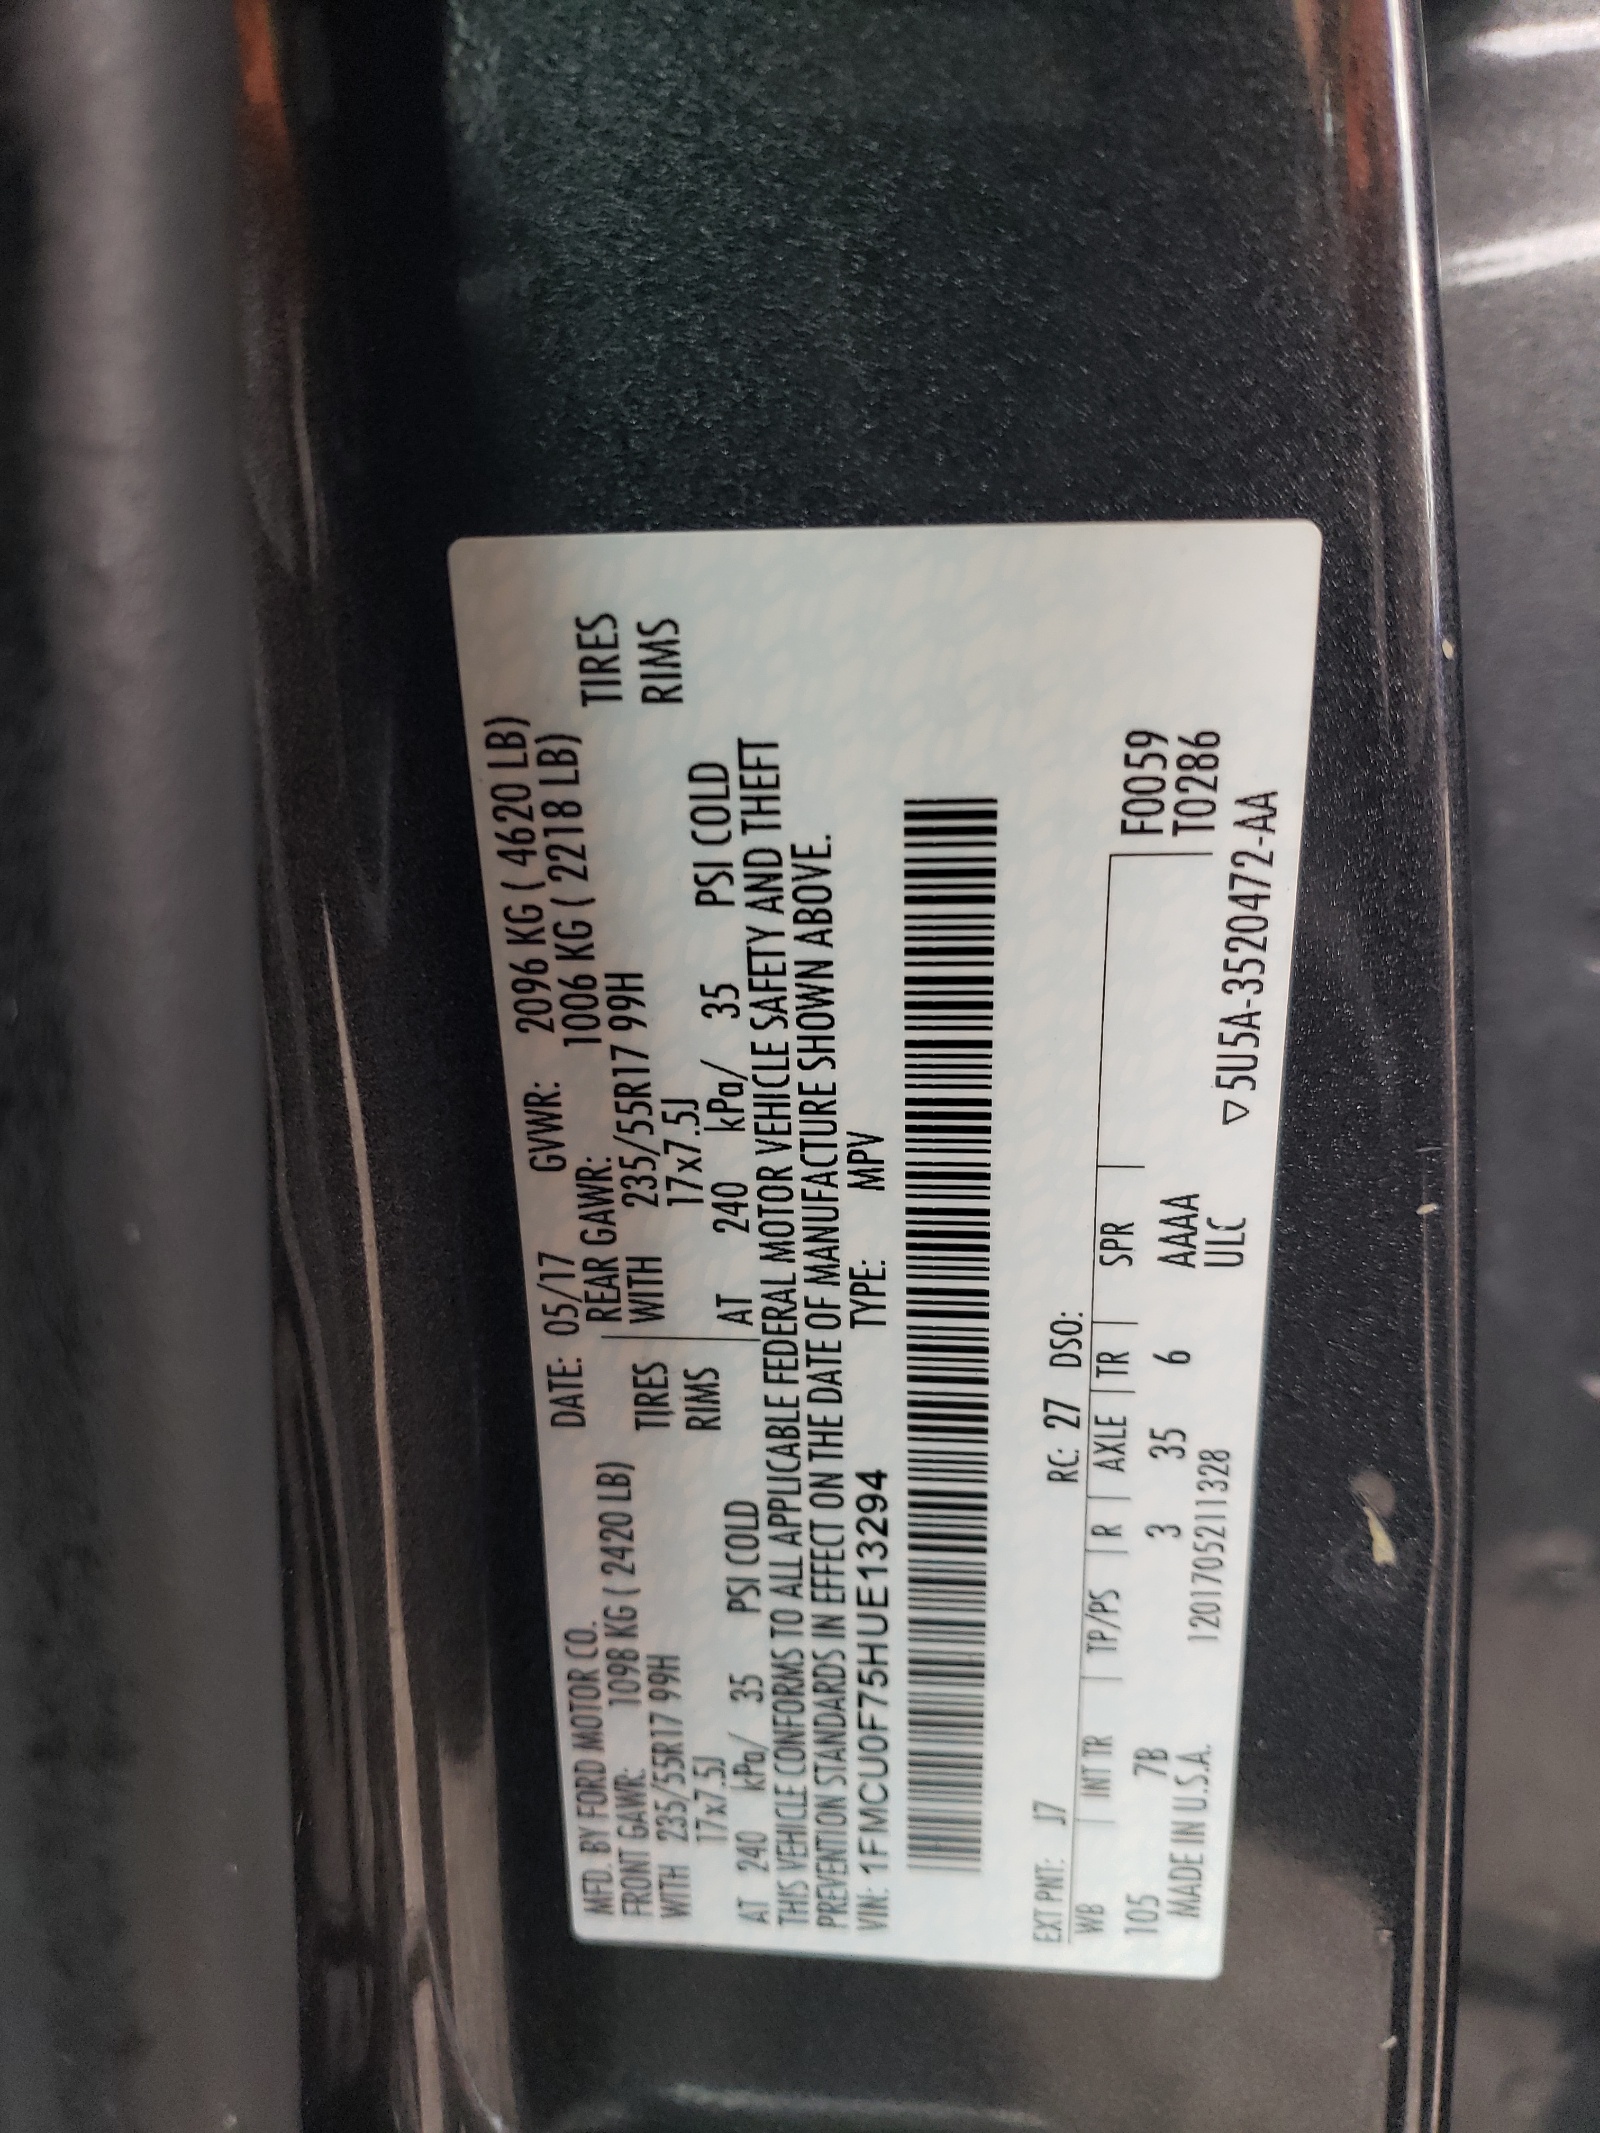 MFD. BY FORD MOTOR CO. DATE: 05/17 GVWR: 2096 KG ( 4620 LB)
FRONT GAWR: 1098 KG ( 2420 LB) REAR GAWR: 1006 KG ( 2218 LB)
WITH 235/55R17 99H TIRES WITH 235/55R17 99H TIRES
17x7.5J RIMS 17x7.5J RIMS
AT 240 kPa/ 35 PSI COLD AT 240 kPa/ 35 PSI COLD
THIS VEHICLE CONFORMS TO ALL APPLICABLE FEDERAL MOTOR VEHICLE SAFETY AND THEFT
PREVENTION STANDARDS IN EFFECT ON THE DATE OF MANUFACTURE SHOWN ABOVE.
VIN: 1FMCU0F75HUE13294 TYPE: MPV
EXT PNT: J7 RC: 27 DSO:
WB | INT TR | TP/PS | R | AXLE | TR | SPR | F0059
105 7B 3 35 6 AAAA T0286
MADE IN U.S.A. 1201705211328 ULC ▽5U5A-3520472-AA